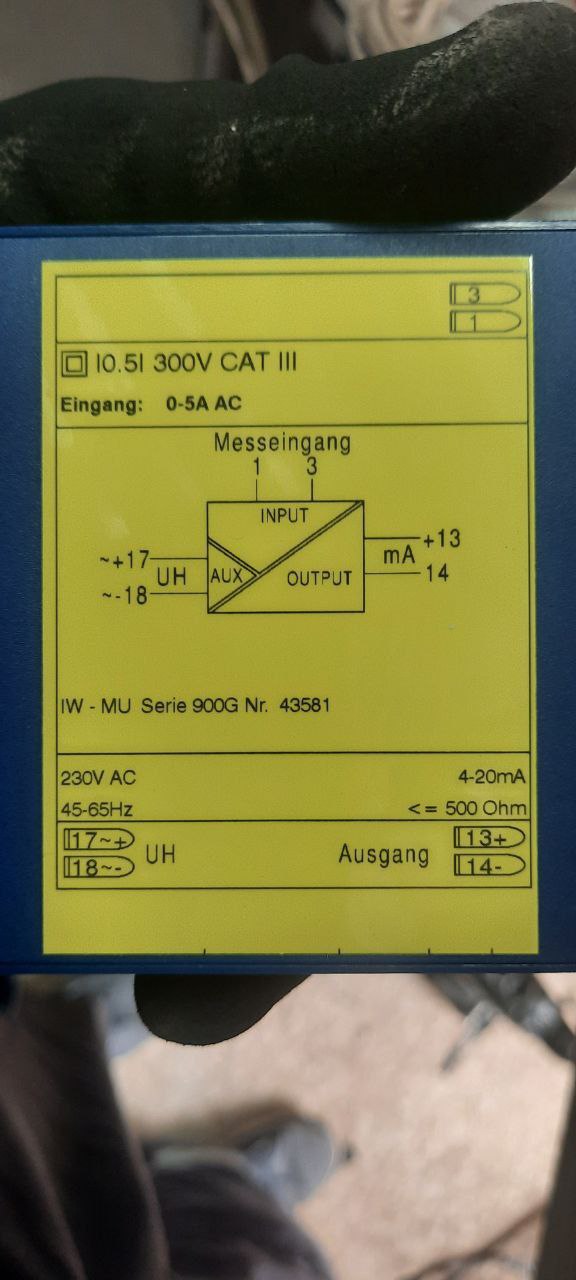 3
1
|0.5| 300V CAT III
Eingang: 0-5A AC
Messeingang
1 3
INPUT
~+17
UH
~-18
AUX
OUTPUT
mA
+13
14
IW - MU Serie 900G Nr. 43581
230V AC 4-20mA
45-65Hz <= 500 Ohm
17~+ 13+
UH Ausgang
18~- 14-